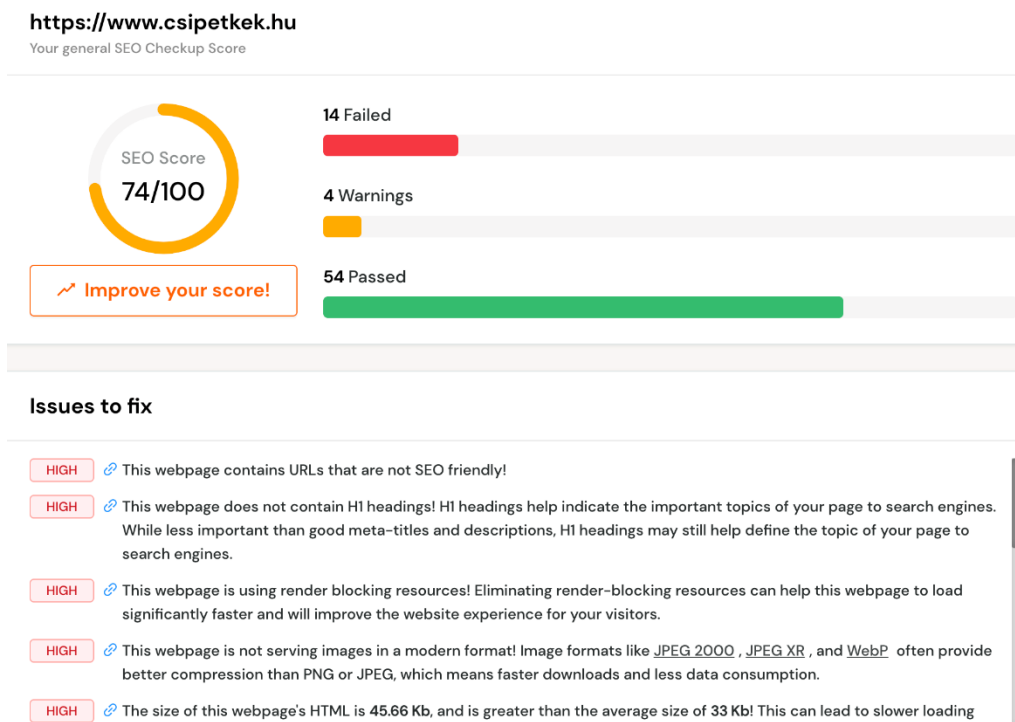 https://www.csipetkek.hu
Your general SEO Checkup Score
SEO Score
74/100
Improve your score!
14 Failed
4 Warnings
54 Passed
Issues to fix
HIGH This webpage contains URLs that are not SEO friendly!
HIGH This webpage does not contain H1 headings! H1 headings help indicate the important topics of your page to search engines.
While less important than good meta-titles and descriptions, H1 headings may still help define the topic of your page to
search engines.
HIGH This webpage is using render blocking resources! Eliminating render-blocking resources can help this webpage to load
significantly faster and will improve the website experience for your visitors.
HIGH This webpage is not serving images in a modern format! Image formats like JPEG 2000 , JPEG XR , and WebP often provide
better compression than PNG or JPEG, which means faster downloads and less data consumption.
HIGH The size of this webpage's HTML is 45.66 Kb, and is greater than the average size of 33 Kb! This can lead to slower loading